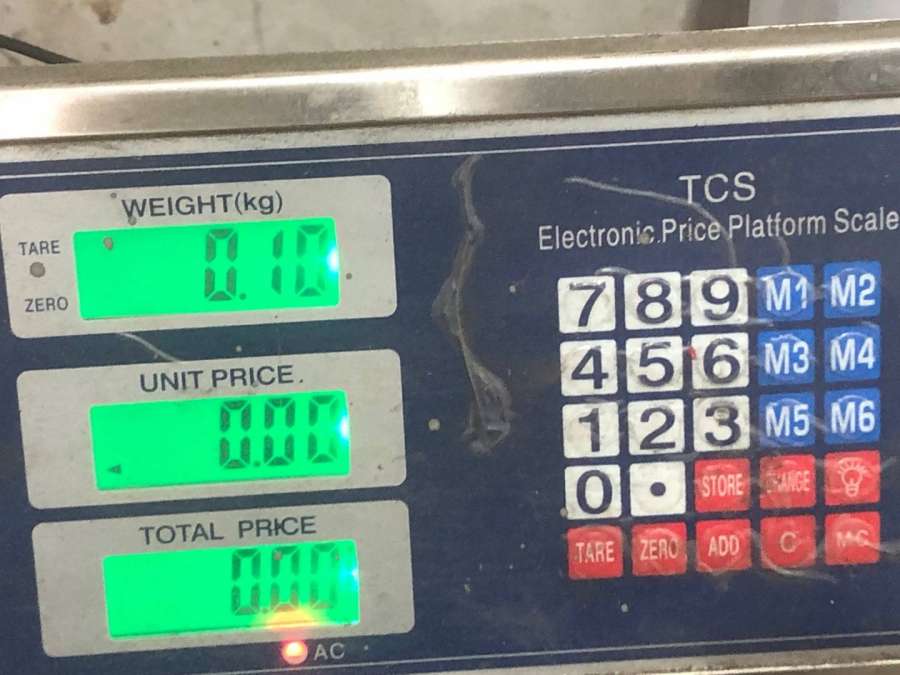 WEIGHT(kg)
TARE
ZERO
0.10
UNIT PRICE.
0.00
TOTAL PRICE
0.00
AC
TCS
Electronic Price Platform Scale
7 8 9 M1 M2
4 5 6 M3 M4
1 2 3 M5 M6
0 . STORE CHANGE
TARE ZERO ADD C MC